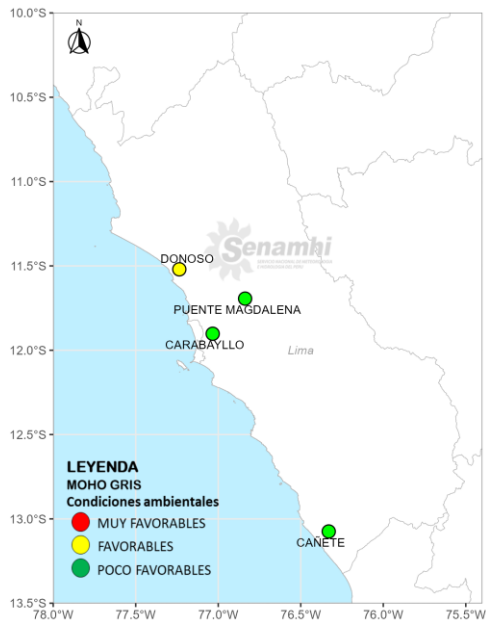 10.0°S
N
10.5°S
11.0°S
Senamhi
DONOSO
11.5°S
PUENTE MAGDALENA
CARABAYLLO
12.0°S
Lima
12.5°S
LEYENDA
MOHO GRIS
Condiciones ambientales
13.0°S
MUY FAVORABLES
FAVORABLES
CAÑETE
POCO FAVORABLES
13.5°S
78.0°W 77.5°W 77.0°W 76.5°W 76.0°W 75.5°W